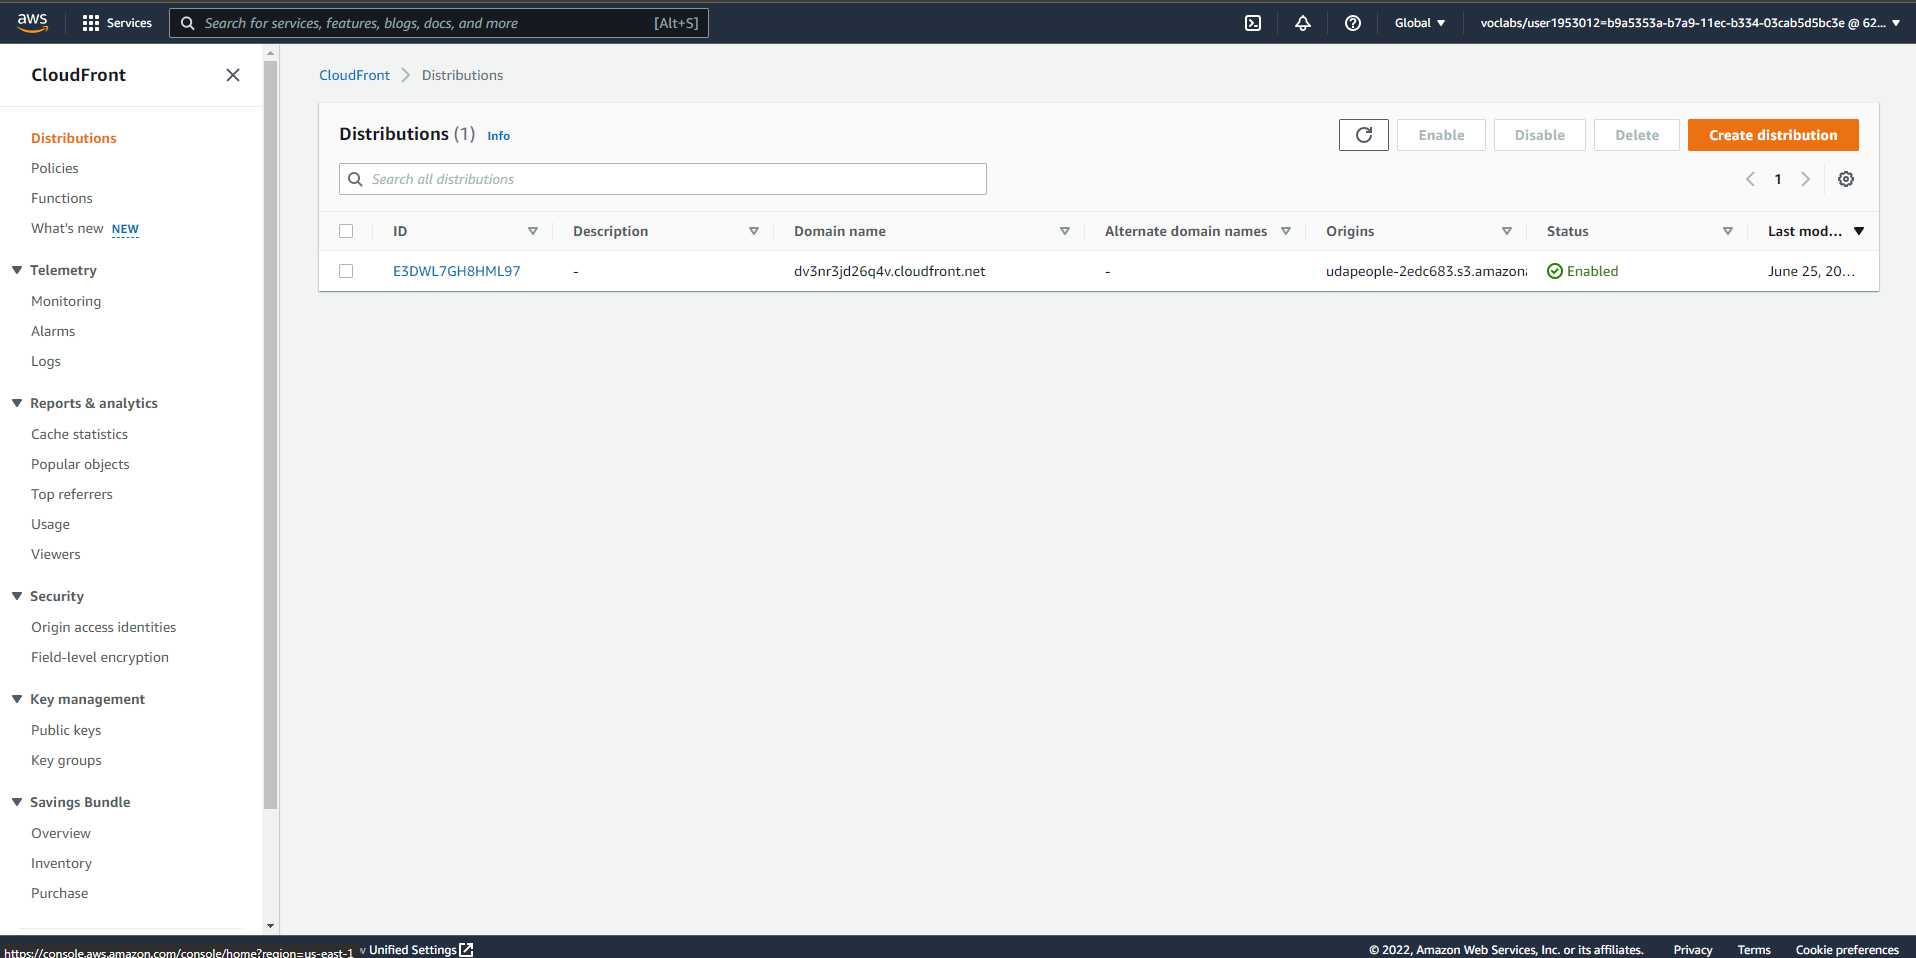 aws Services Search for services, features, blogs, docs, and more [Alt+S] Global voclabs/user1953012=b9a5353a-b7a9-11ec-b334-03cab5d5bc3e @ 62...
CloudFront
Distributions
Policies
Functions
What's new NEW
Telemetry
Monitoring
Alarms
Logs
Reports & analytics
Cache statistics
Popular objects
Top referrers
Usage
Viewers
Security
Origin access identities
Field-level encryption
Key management
Public keys
Key groups
Savings Bundle
Overview
Inventory
Purchase
CloudFront Distributions
Distributions (1) Info Enable Disable Delete Create distribution
Search all distributions 1
ID Description Domain name Alternate domain names Origins Status Last mod...
E3DWL7GH8HML97 - dv3nr3jd26q4v.cloudfront.net - udapeople-2edc683.s3.amazona Enabled June 25, 20...
https://console.aws.amazon.com/console/home?region=us-east-1 Unified Settings © 2022, Amazon Web Services, Inc. or its affiliates. Privacy Terms Cookie preferences